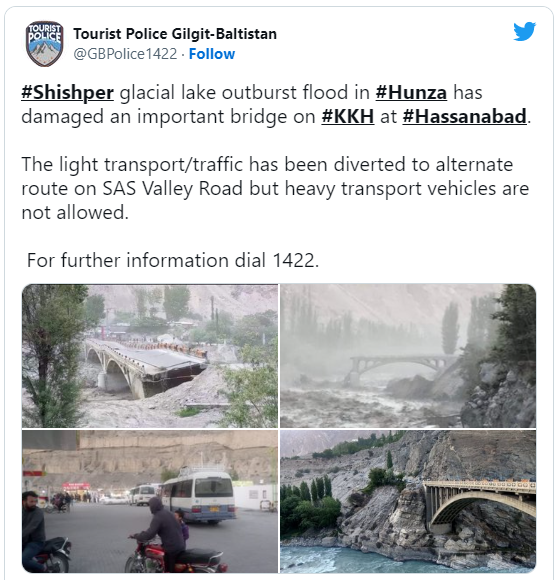 TOURIST
POLICE
Tourist Police Gilgit-Baltistan
@GBPolice1422 · Follow
#Shishper glacial lake outburst flood in #Hunza has
damaged an important bridge on #KKH at #Hassanabad.
The light transport/traffic has been diverted to alternate
route on SAS Valley Road but heavy transport vehicles are
not allowed.
For further information dial 1422.